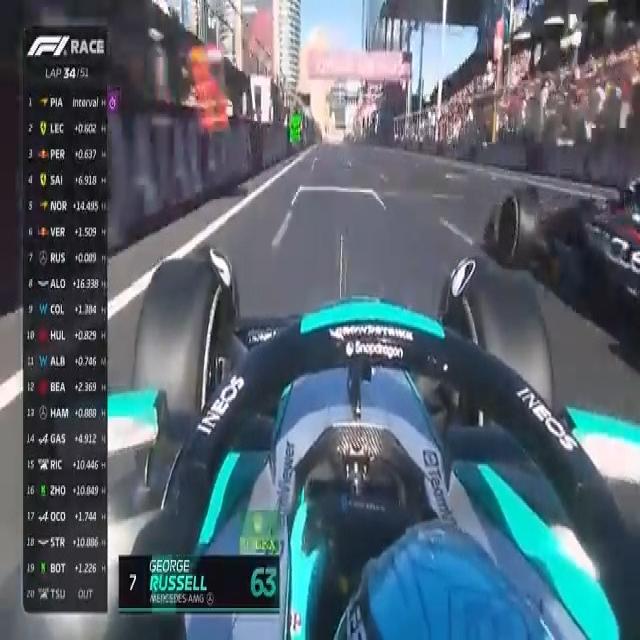 F1 RACE
LAP 34/51
1 PIA Interval H
2 LEC +0.602 H
3 PER +0.637 H
4 SAI +6.918 H
5 NOR +14.495 H
6 VER +1.509 H
7 RUS +0.089 H
8 ALO +16.338 H
9 COL +1.384 H
10 HUL +0.829 H
11 ALB +0.746 M
12 BEA +2.369 H
13 HAM +0.888 H
14 GAS +4.912 H
15 RIC +10.446 H
16 ZHO +10.849 H
17 OCO +1.744 H
18 STR +10.886 H
19 BOT +1.226 H
20 TSU OUT
CROWDSTRIKE
Snapdragon
INEOS
INEOS
7 GEORGE
RUSSELL 63
MERCEDES-AMG